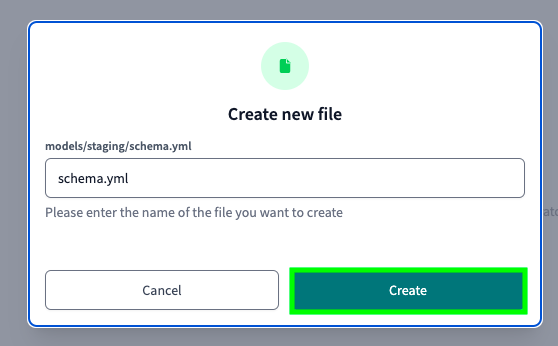 Create new file
models/staging/schema.yml
schema.yml
Please enter the name of the file you want to create
Cancel
Create